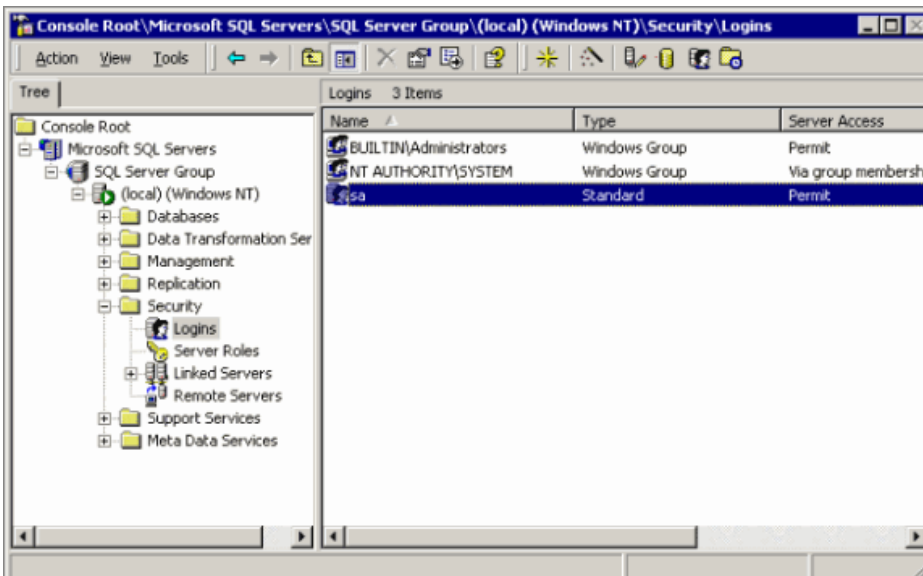 Console Root\Microsoft SQL Servers\SQL Server Group\(local) (Windows NT)\Security\Logins
Action View Tools
Tree
Logins 3 Items
Console Root
Microsoft SQL Servers
SQL Server Group
(local) (Windows NT)
Databases
Data Transformation Ser
Management
Replication
Security
Logins
Server Roles
Linked Servers
Remote Servers
Support Services
Meta Data Services
Name Type Server Access
BUILTIN\Administrators Windows Group Permit
NT AUTHORITY\SYSTEM Windows Group Via group membersh
sa Standard Permit